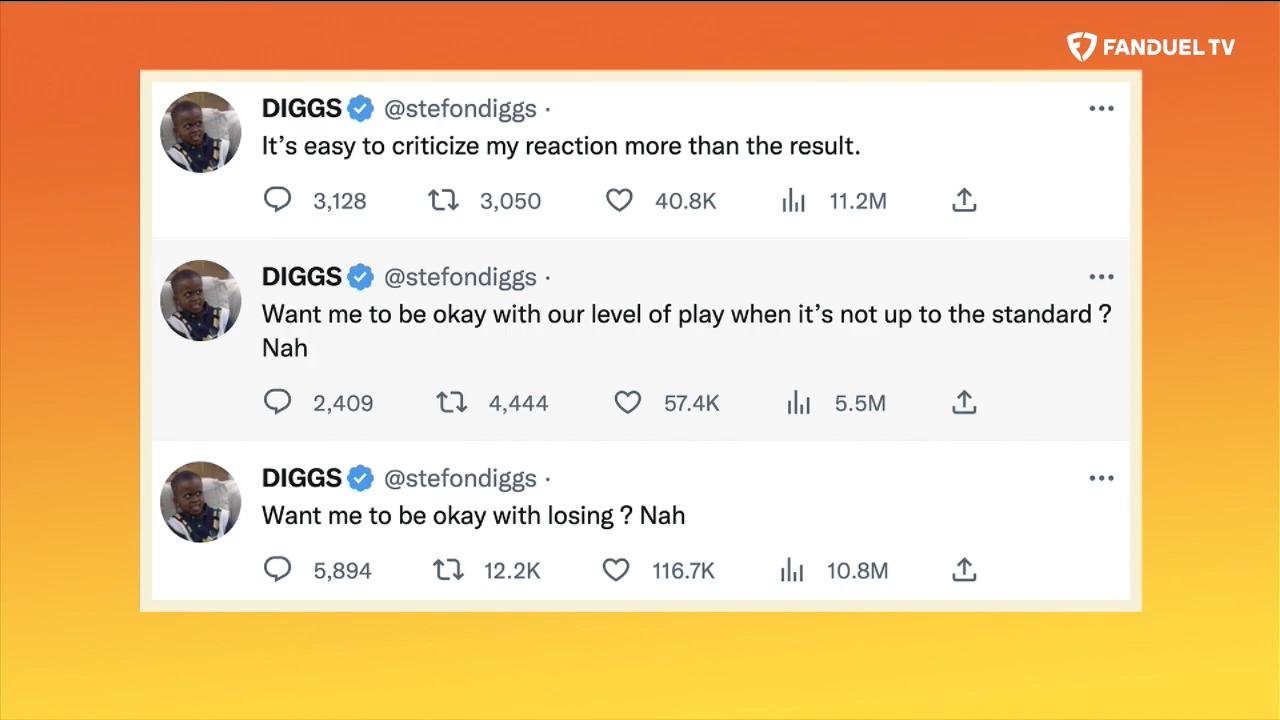 FANDUEL TV
DIGGS @stefondiggs ·
It’s easy to criticize my reaction more than the result.
3,128 3,050 40.8K 11.2M
DIGGS @stefondiggs ·
Want me to be okay with our level of play when it’s not up to the standard ?
Nah
2,409 4,444 57.4K 5.5M
DIGGS @stefondiggs ·
Want me to be okay with losing ? Nah
5,894 12.2K 116.7K 10.8M